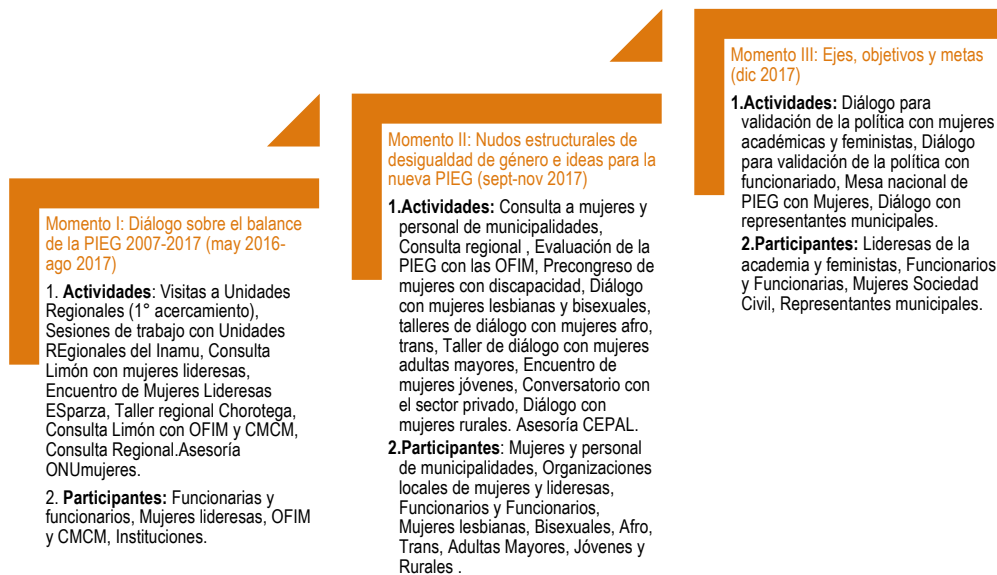 Momento I: Diálogo sobre el balance
de la PIEG 2007-2017 (may 2016-
ago 2017)
1. Actividades: Visitas a Unidades
Regionales (1° acercamiento),
Sesiones de trabajo con Unidades
REgionales del Inamu, Consulta
Limón con mujeres lideresas,
Encuentro de Mujeres Lideresas
ESparza, Taller regional Chorotega,
Consulta Limón con OFIM y CMCM,
Consulta Regional.Asesoría
ONUmujeres.
2. Participantes: Funcionarias y
funcionarios, Mujeres lideresas, OFIM
y CMCM, Instituciones.
Momento II: Nudos estructurales de
desigualdad de género e ideas para la
nueva PIEG (sept-nov 2017)
1.Actividades: Consulta a mujeres y
personal de municipalidades,
Consulta regional , Evaluación de la
PIEG con las OFIM, Precongreso de
mujeres con discapacidad, Diálogo
con mujeres lesbianas y bisexuales,
talleres de diálogo con mujeres afro,
trans, Taller de diálogo con mujeres
adultas mayores, Encuentro de
mujeres jóvenes, Conversatorio con
el sector privado, Diálogo con
mujeres rurales. Asesoría CEPAL.
2.Participantes: Mujeres y personal
de municipalidades, Organizaciones
locales de mujeres y lideresas,
Funcionarios y Funcionarios,
Mujeres lesbianas, Bisexuales, Afro,
Trans, Adultas Mayores, Jóvenes y
Rurales .
Momento III: Ejes, objetivos y metas
(dic 2017)
1.Actividades: Diálogo para
validación de la política con mujeres
académicas y feministas, Diálogo
para validación de la política con
funcionariado, Mesa nacional de
PIEG con Mujeres, Diálogo con
representantes municipales.
2.Participantes: Lideresas de la
academia y feministas, Funcionarios
y Funcionarias, Mujeres Sociedad
Civil, Representantes municipales.